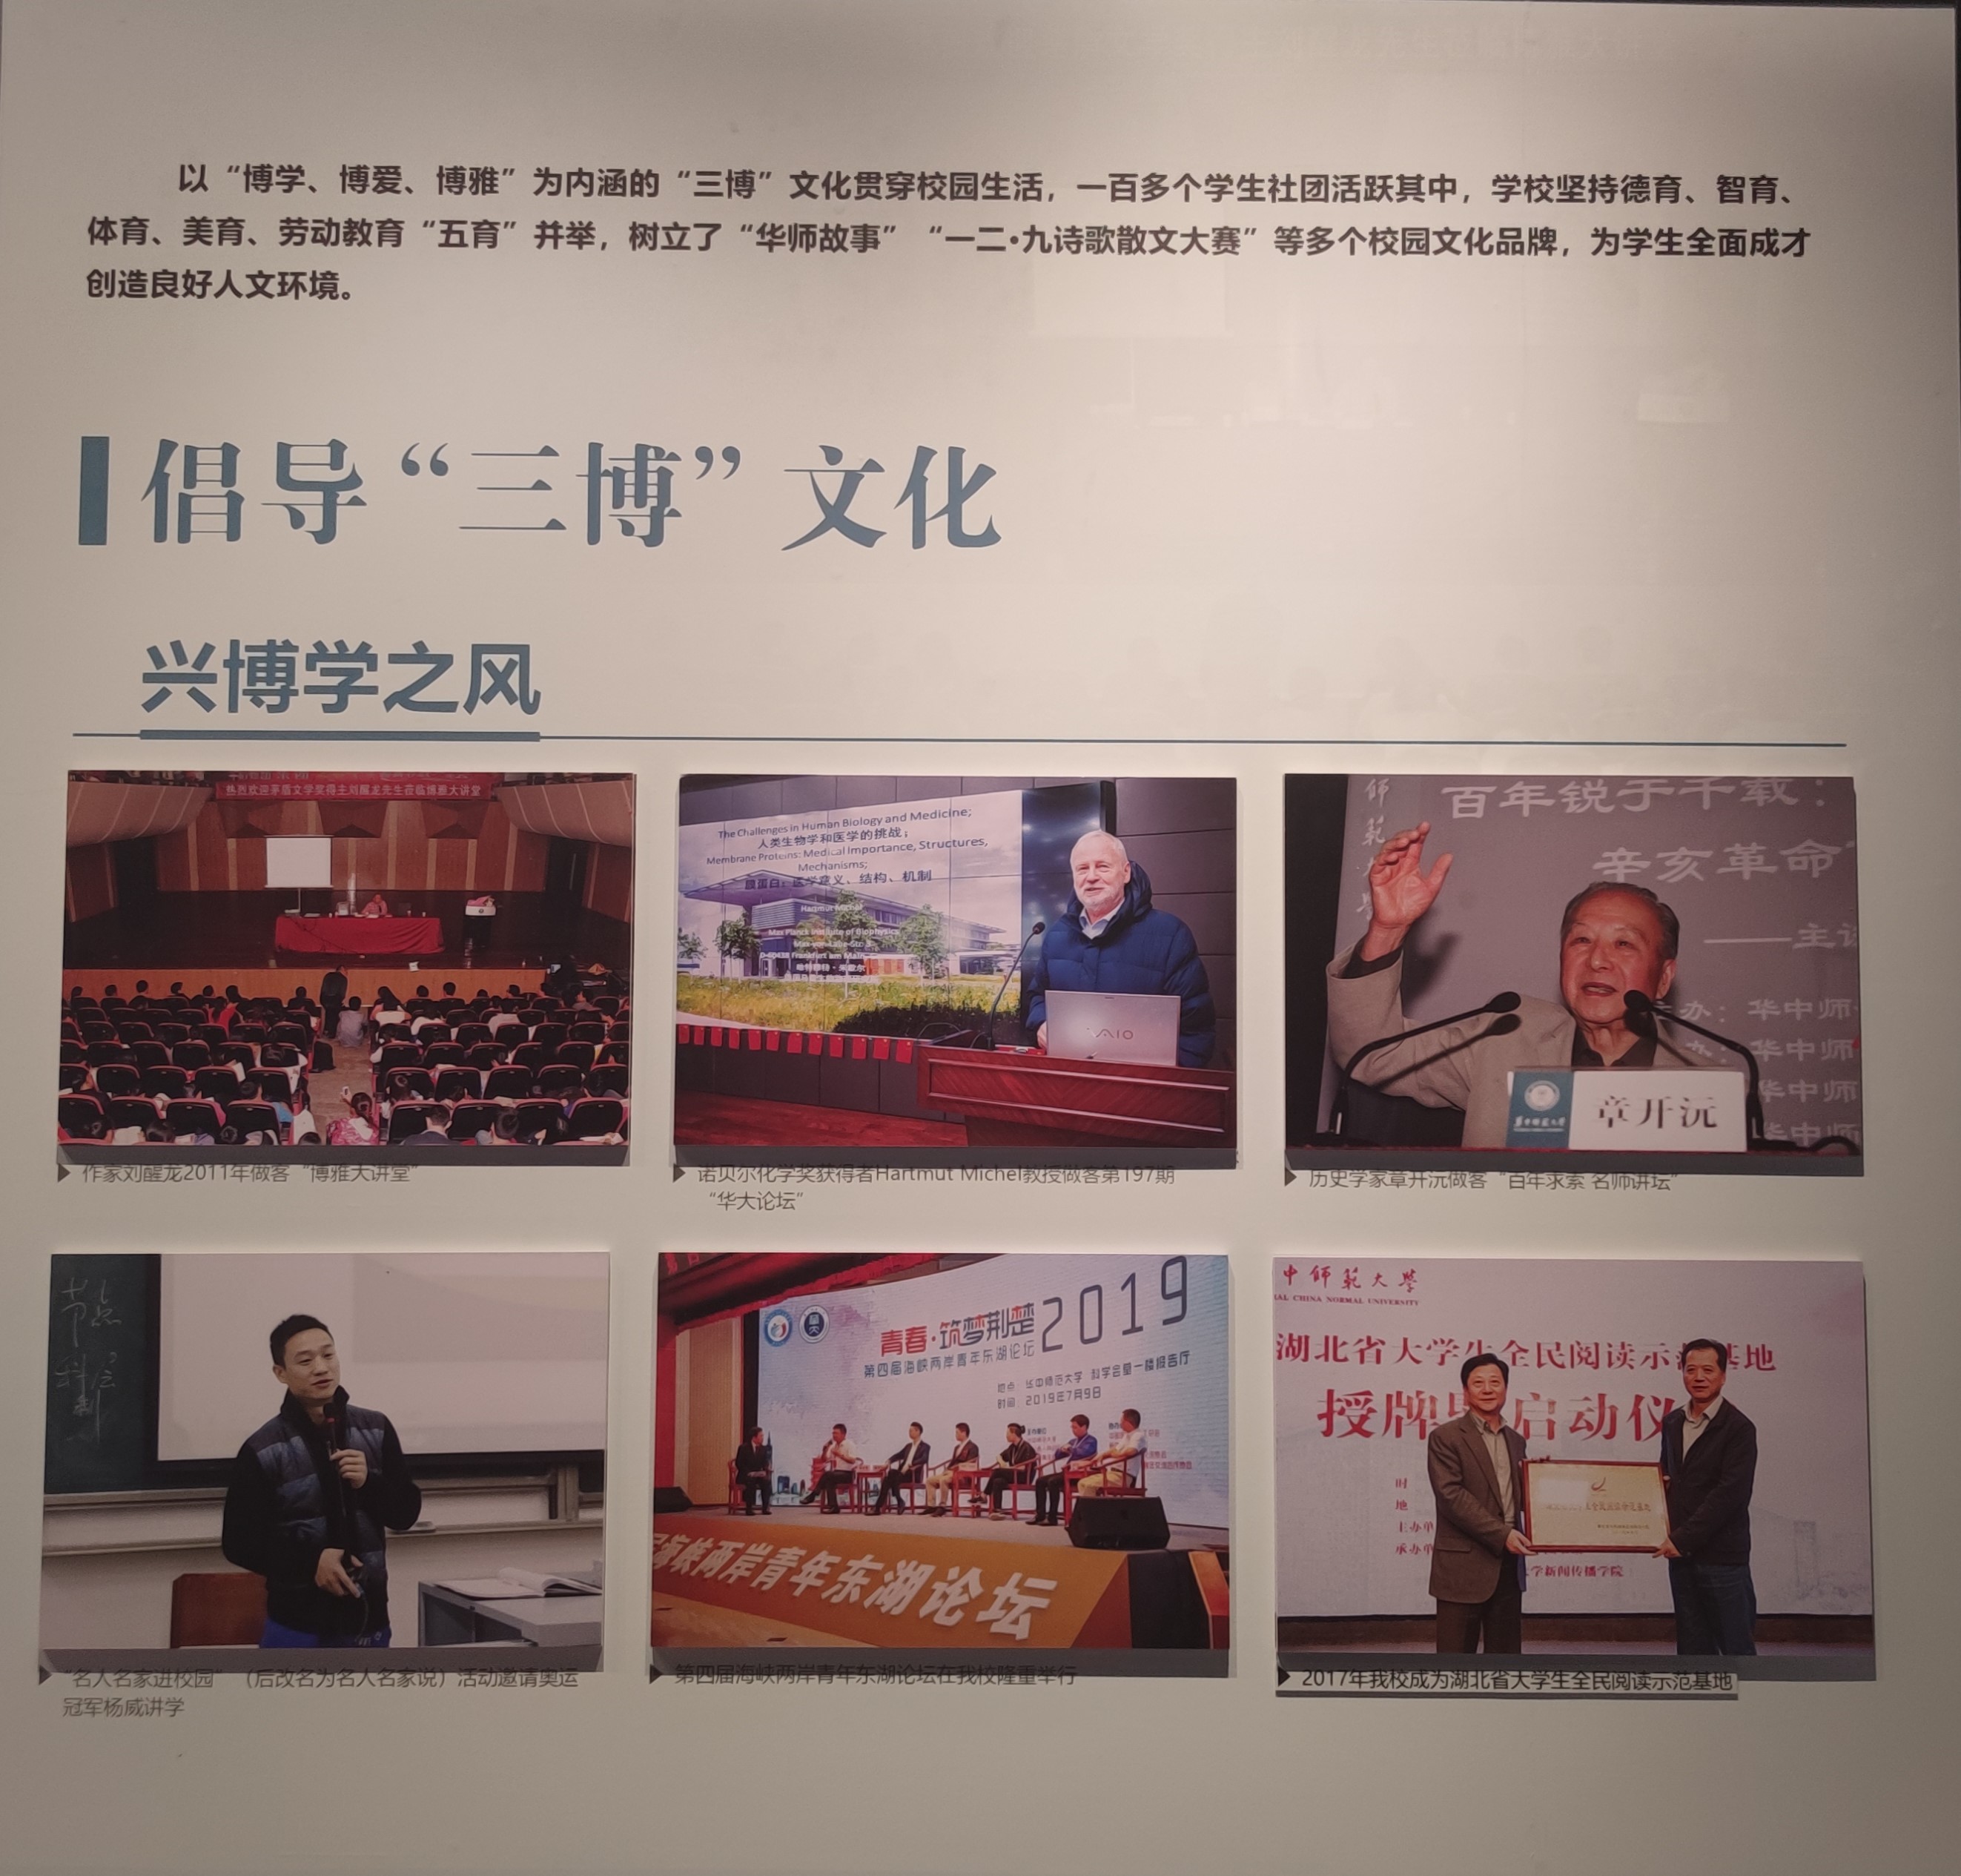 以“博学、博爱、博雅”为内涵的“三博”文化贯穿校园生活，一百多个学生社团活跃其中，学校坚持德育、智育、
体育、美育、劳动教育“五育”并举，树立了“华师故事”“一二·九诗歌散文大赛”等多个校园文化品牌，为学生全面成才
创造良好人文环境。
倡导“三博”文化
兴博学之风
热烈欢迎茅盾文学奖得主刘醒龙先生莅临博雅大讲堂
作家刘醒龙2011年做客“博雅大讲堂”
The Challenges in Human Biology and Medicine;
人类生物学和医学的挑战；
Membrane Proteins: Medical Importance, Structures,
Mechanisms;
膜蛋白：医学意义、结构、机制
Hartmut Michel
Max Planck Institute of Biophysics
VAIO
诺贝尔化学奖获得者Hartmut Michel教授做客第197期
“华大论坛”
师范大学
百年锐于千载：
辛亥革命
——主讲
办：华中师
办：华中师
华中师
华中师
章开沅
历史学家章开沅做客“百年求索 名师讲坛”
节点
“名人名家进校园”（后改名为名人名家说）活动邀请奥运
冠军杨威讲学
青春·筑梦荆楚2019
第四届海峡两岸青年东湖论坛
地点：华中师范大学 科学会堂一楼报告厅
时间：2019年7月9日
海峡两岸青年东湖论坛
第四届海峡两岸青年东湖论坛在我校隆重举行
中師範大學
AL CHINA NORMAL UNIVERSITY
湖北省大学生全民阅读示范基地
授牌暨启动仪
时
地
主办单
承办单
学新闻传播学院
2017年我校成为湖北省大学生全民阅读示范基地